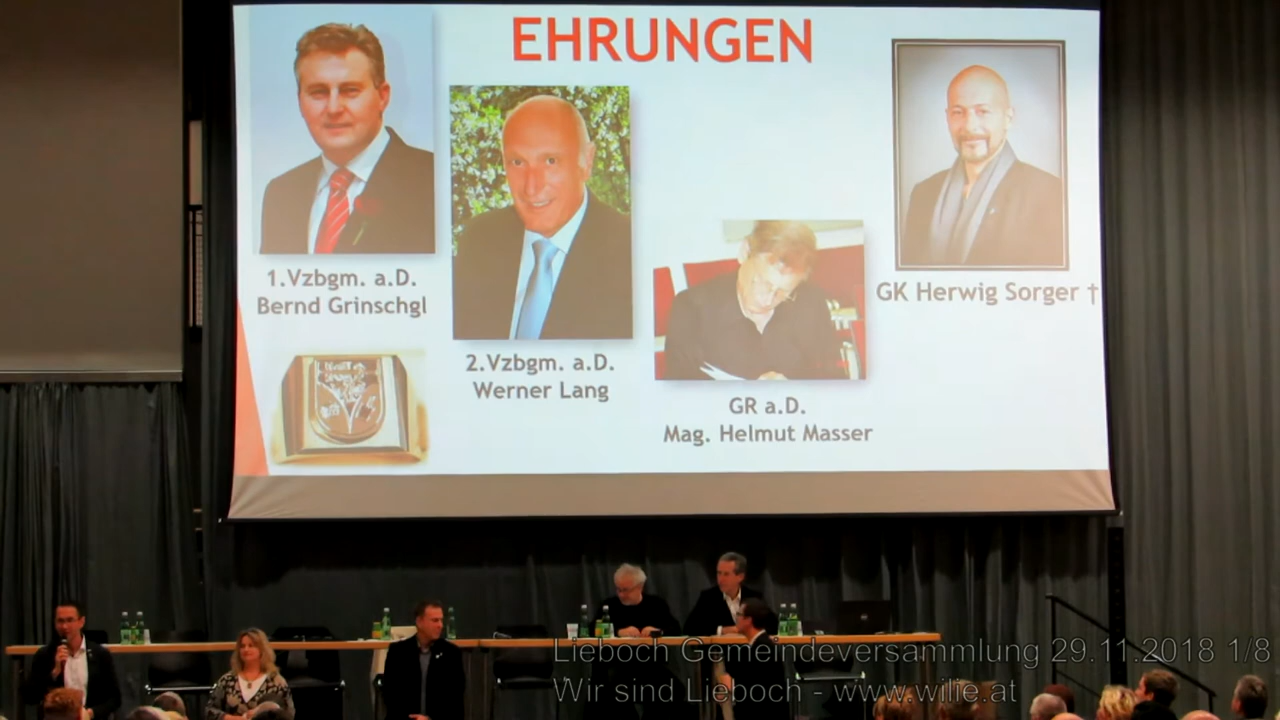 EHRUNGEN
1.Vzbgm. a.D.
Bernd Grinschgl
2.Vzbgm. a.D.
Werner Lang
GR a.D.
Mag. Helmut Masser
GK Herwig Sorger †
Lieboch Gemeindeversammlung 29.11.2018 1/8
Wir sind Lieboch - www.wilie.at